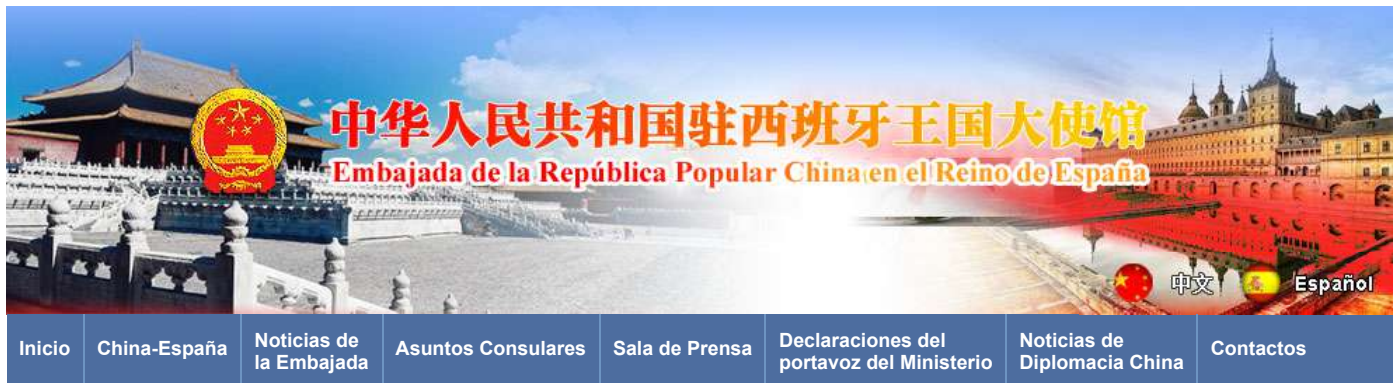 中华人民共和国驻西班牙王国大使馆
Embajada de la República Popular China en el Reino de España
中文 Español
Inicio China-España Noticias de la Embajada Asuntos Consulares Sala de Prensa Declaraciones del portavoz del Ministerio Noticias de Diplomacia China Contactos